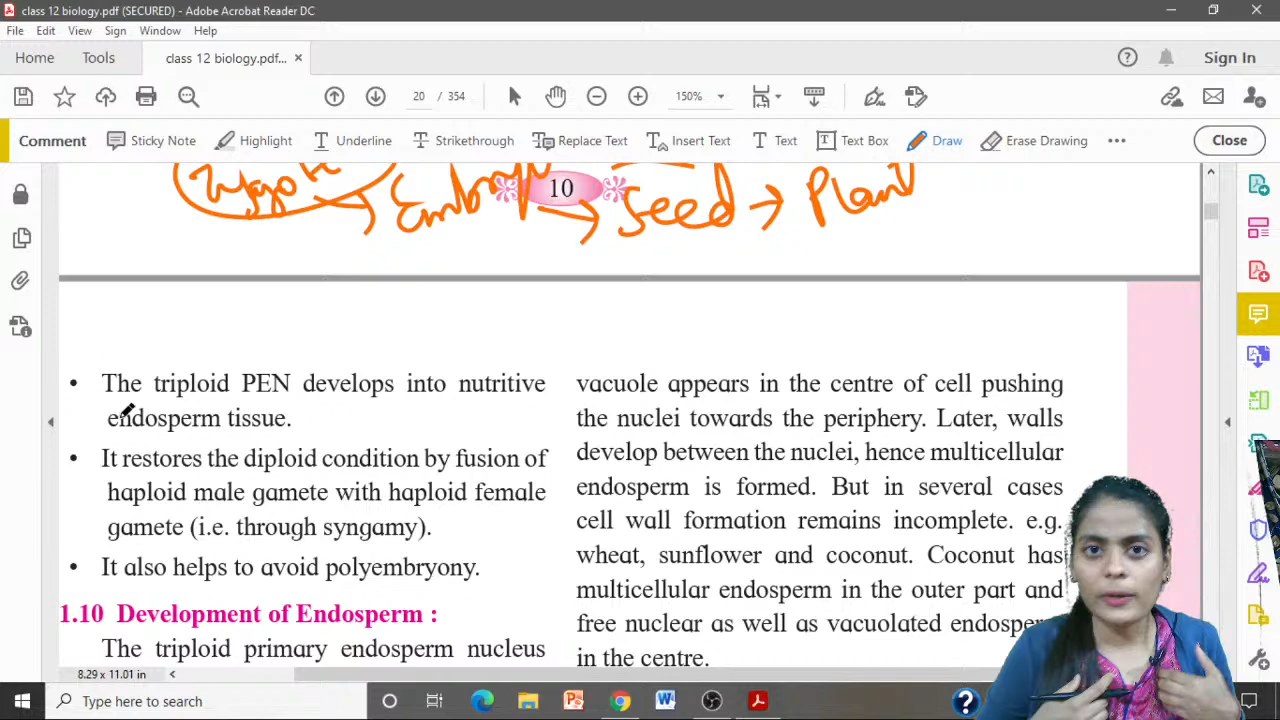 class 12 biology.pdf (SECURED) - Adobe Acrobat Reader DC
File Edit View Sign Window Help
Home Tools class 12 biology.pdf... × Sign In
20 / 354 150%
Comment Sticky Note Highlight Underline Strikethrough Replace Text Insert Text Text Text Box Draw Erase Drawing Close
Zygote Embryo 10 Seed → Plant
• The triploid PEN develops into nutritive
endosperm tissue.
• It restores the diploid condition by fusion of
haploid male gamete with haploid female
gamete (i.e. through syngamy).
• It also helps to avoid polyembryony.
1.10 Development of Endosperm :
The triploid primary endosperm nucleus
vacuole appears in the centre of cell pushing
the nuclei towards the periphery. Later, walls
develop between the nuclei, hence multicellular
endosperm is formed. But in several cases
cell wall formation remains incomplete. e.g.
wheat, sunflower and coconut. Coconut has
multicellular endosperm in the outer part and
free nuclear as well as vacuolated endosperm
in the centre.
8.29 x 11.01 in
Type here to search